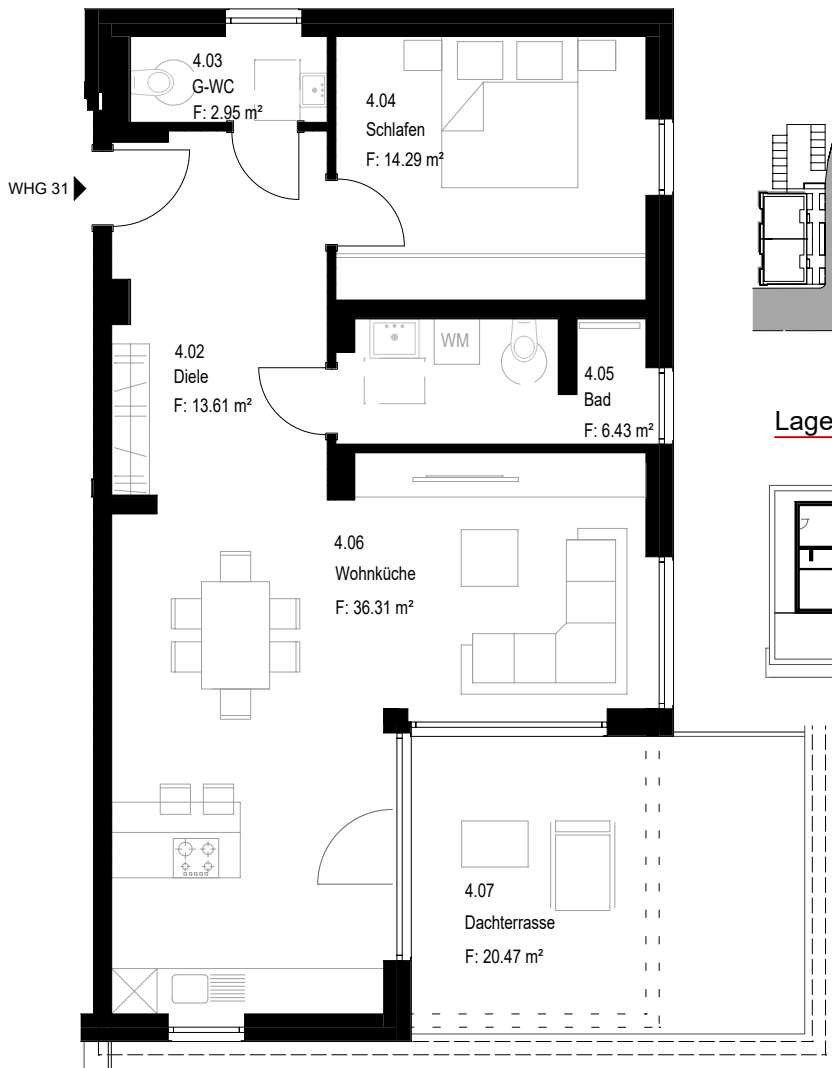 4.03
G-WC
F: 2.95 m²
4.04
Schlafen
F: 14.29 m²
WHG 31
4.02
Diele
F: 13.61 m²
WM
4.05
Bad
F: 6.43 m²
Lage
4.06
Wohnküche
F: 36.31 m²
4.07
Dachterrasse
F: 20.47 m²